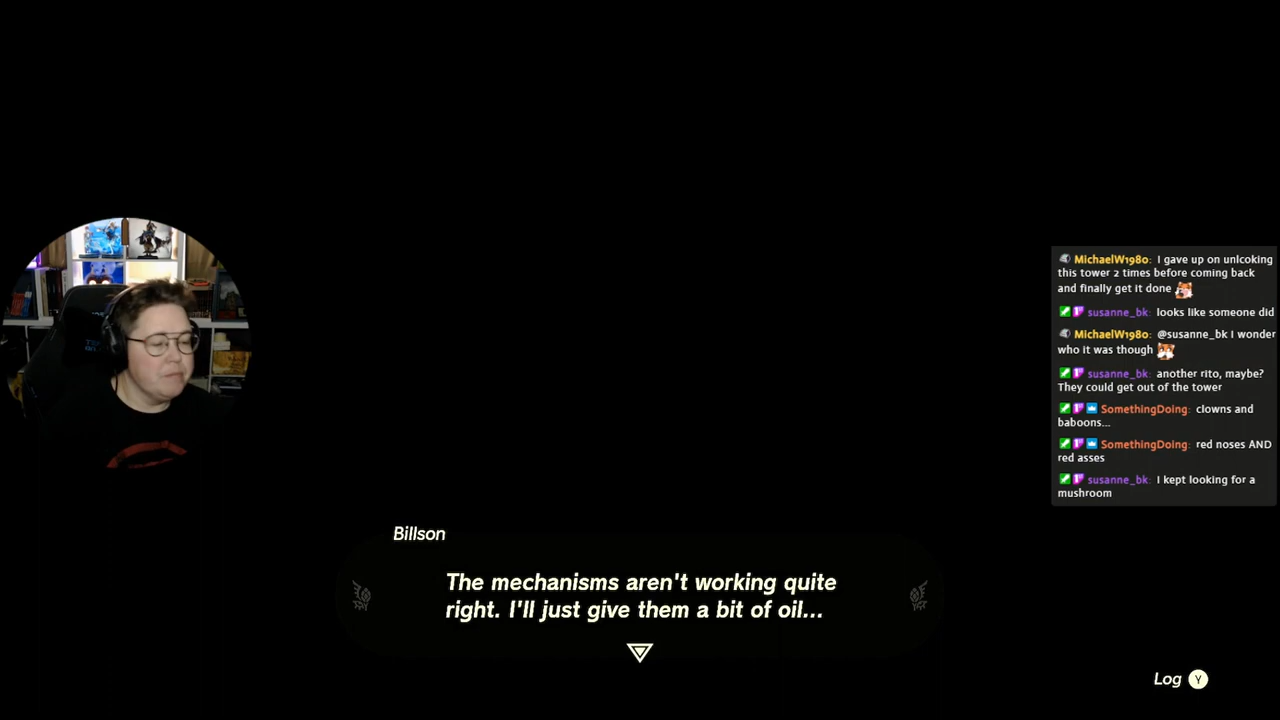 MichaelW1980: I gave up on unlcoking
this tower 2 times before coming back
and finally get it done
susanne_bk: looks like someone did
MichaelW1980: @susanne_bk I wonder
who it was though
susanne_bk: another rito, maybe?
They could get out of the tower
SomethingDoing: clowns and
baboons...
SomethingDoing: red noses AND
red asses
susanne_bk: I kept looking for a
mushroom
Billson
The mechanisms aren't working quite
right. I'll just give them a bit of oil...
Log Y